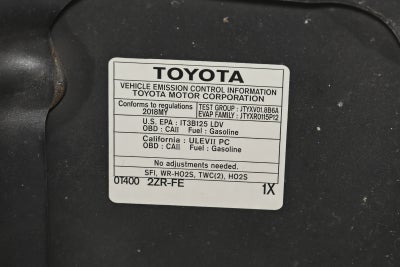 TOYOTA
VEHICLE EMISSION CONTROL INFORMATION
TOYOTA MOTOR CORPORATION
Conforms to regulations TEST GROUP : JTYXV01.8B6A
2018MY EVAP FAMILY : JTYXR0115P12
U.S. EPA : IT3B125 LDV
OBD : CAII Fuel : Gasoline
California : ULEVII PC
OBD : CAII Fuel : Gasoline
No adjustments needed.
SFI, WR-HO2S, TWC(2), HO2S
01400 2ZR-FE 1X